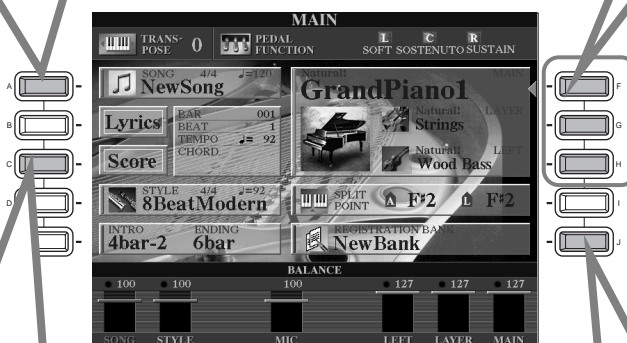 MAIN
TRANS-
POSE
0
PEDAL
FUNCTION
L C R
SOFT SOSTENUTO SUSTAIN
A
B
C
D
F
G
H
I
J
SONG 4/4 ♩=120
NewSong
Natural! MAIN
GrandPiano1
Lyrics
Score
BAR 001
BEAT 1
TEMPO ♩= 92
CHORD
Natural! LAYER
Strings
Natural! LEFT
Wood Bass
STYLE 4/4 ♩=92
8BeatModern
SPLIT
POINT
A F♯2 L F♯2
INTRO ENDING
4bar-2 6bar
REGISTRATION BANK
NewBank
BALANCE
100 100 100 127 127 127
SONG STYLE MIC LEFT LAYER MAIN